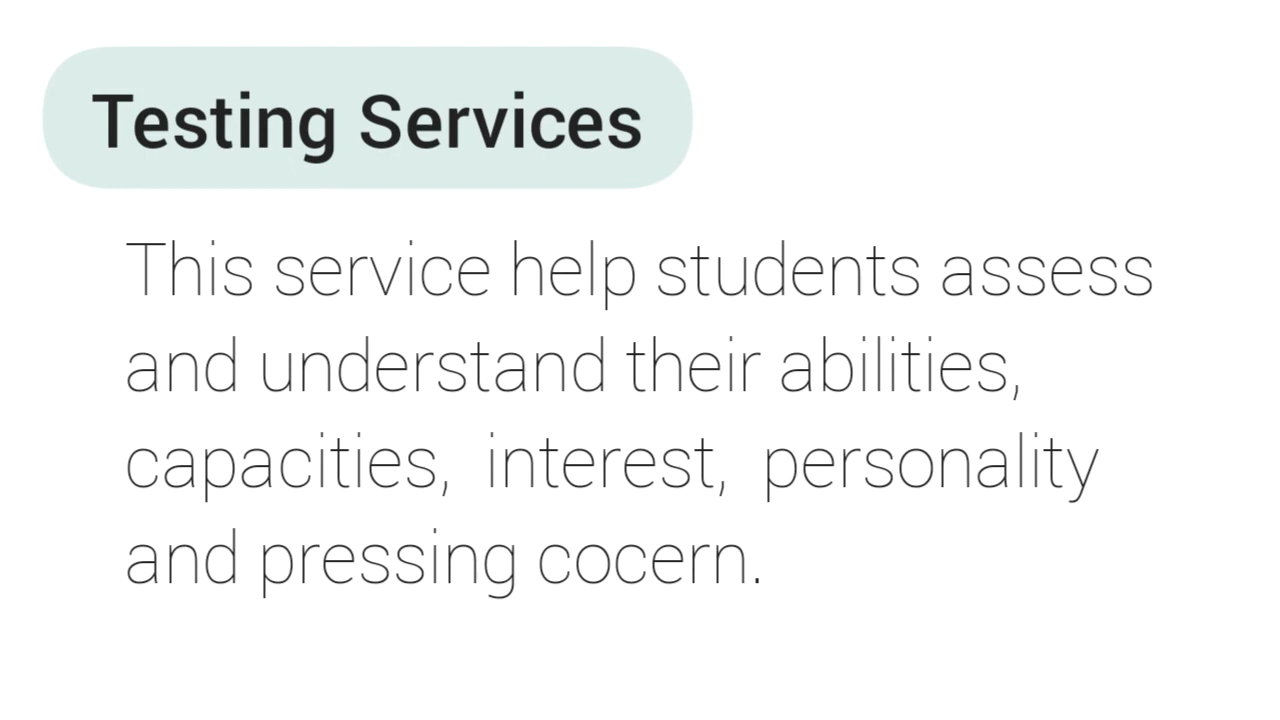 Testing Services
This service help students assess
and understand their abilities,
capacities, interest, personality
and pressing cocern.